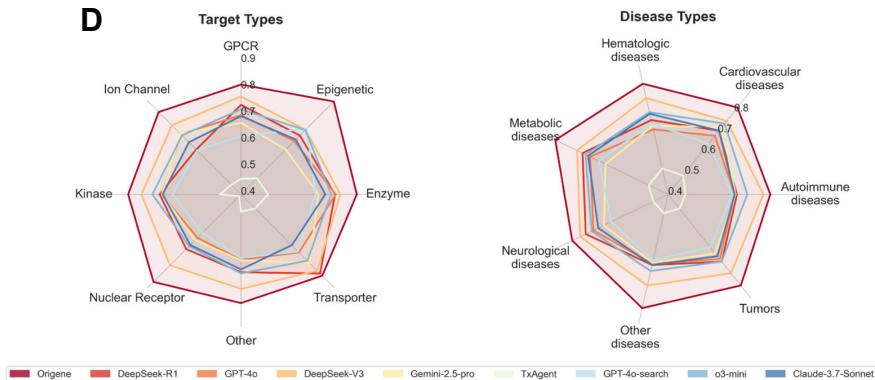 D
Target Types
GPCR
Epigenetic
Enzyme
Transporter
Other
Nuclear Receptor
Kinase
Ion Channel
0.9
0.8
0.7
0.6
0.5
0.4
Disease Types
Hematologic
diseases
Cardiovascular
diseases
Autoimmune
diseases
Tumors
Other
diseases
Neurological
diseases
Metabolic
diseases
0.8
0.7
0.6
0.5
0.4
Origene DeepSeek-R1 GPT-4o DeepSeek-V3 Gemini-2.5-pro TxAgent GPT-4o-search o3-mini Claude-3.7-Sonnet